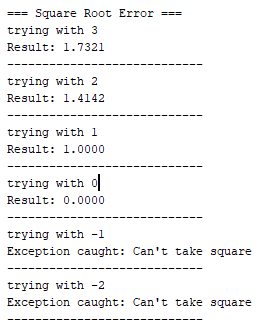 === Square Root Error ===
trying with 3
Result: 1.7321
----------------------------
trying with 2
Result: 1.4142
----------------------------
trying with 1
Result: 1.0000
----------------------------
trying with 0
Result: 0.0000
----------------------------
trying with -1
Exception caught: Can't take square
----------------------------
trying with -2
Exception caught: Can't take square
----------------------------